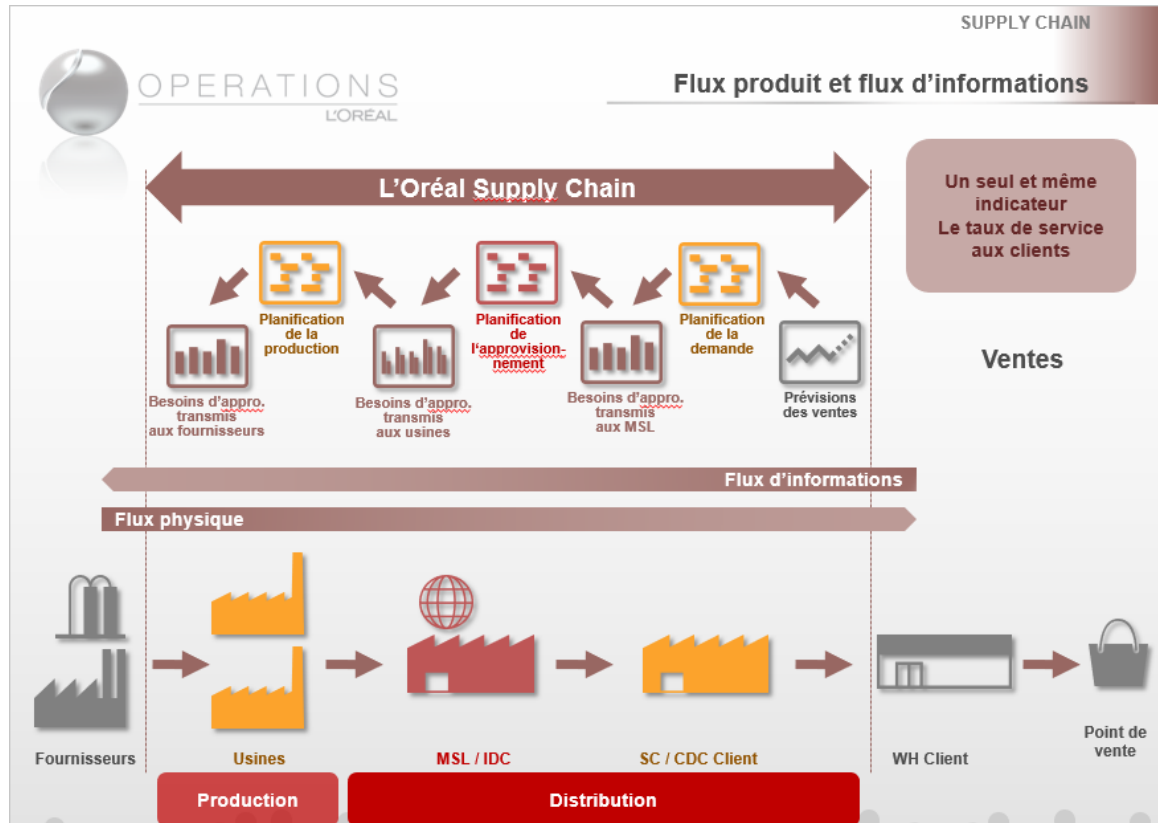 SUPPLY CHAIN
OPERATIONS
L'ORÉAL
Flux produit et flux d'informations
L'Oréal Supply Chain
Un seul et même
indicateur
Le taux de service
aux clients
Planification
de la
production
Planification
de
l'approvision-
nement
Planification
de la
demande
Besoins d'appro.
transmis
aux fournisseurs
Besoins d'appro.
transmis
aux usines
Besoins d'appro.
transmis
aux MSL
Prévisions
des ventes
Ventes
Flux d'informations
Flux physique
Fournisseurs
Usines
MSL / IDC
SC / CDC Client
WH Client
Point de
vente
Production
Distribution